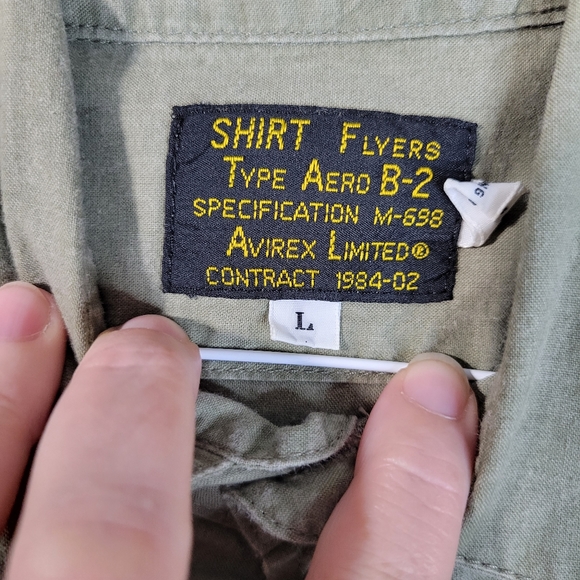 SHIRT FLYERS
TYPE AERO B-2
SPECIFICATION M-698
AVIREX LIMITED®
CONTRACT 1984-02
L